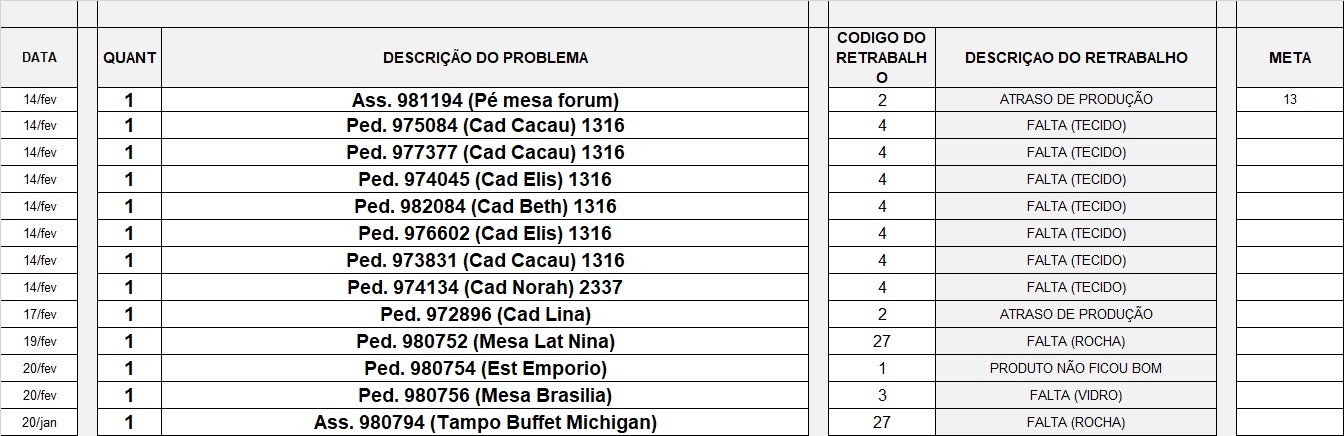 DATA QUANT DESCRIÇÃO DO PROBLEMA CODIGO DO RETRABALHO DESCRIÇAO DO RETRABALHO META
14/fev 1 Ass. 981194 (Pé mesa forum) 2 ATRASO DE PRODUÇÃO 13
14/fev 1 Ped. 975084 (Cad Cacau) 1316 4 FALTA (TECIDO)
14/fev 1 Ped. 977377 (Cad Cacau) 1316 4 FALTA (TECIDO)
14/fev 1 Ped. 974045 (Cad Elis) 1316 4 FALTA (TECIDO)
14/fev 1 Ped. 982084 (Cad Beth) 1316 4 FALTA (TECIDO)
14/fev 1 Ped. 976602 (Cad Elis) 1316 4 FALTA (TECIDO)
14/fev 1 Ped. 973831 (Cad Cacau) 1316 4 FALTA (TECIDO)
14/fev 1 Ped. 974134 (Cad Norah) 2337 4 FALTA (TECIDO)
17/fev 1 Ped. 972896 (Cad Lina) 2 ATRASO DE PRODUÇÃO
19/fev 1 Ped. 980752 (Mesa Lat Nina) 27 FALTA (ROCHA)
20/fev 1 Ped. 980754 (Est Emporio) 1 PRODUTO NÃO FICOU BOM
20/fev 1 Ped. 980756 (Mesa Brasilia) 3 FALTA (VIDRO)
20/jan 1 Ass. 980794 (Tampo Buffet Michigan) 27 FALTA (ROCHA)